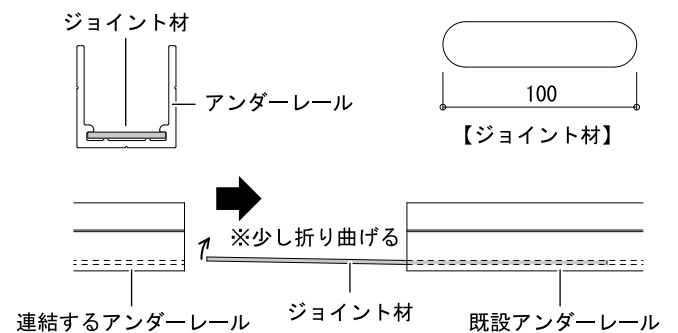 ジョイント材
アンダーレール
100
【ジョイント材】
※少し折り曲げる
連結するアンダーレール
ジョイント材
既設アンダーレール